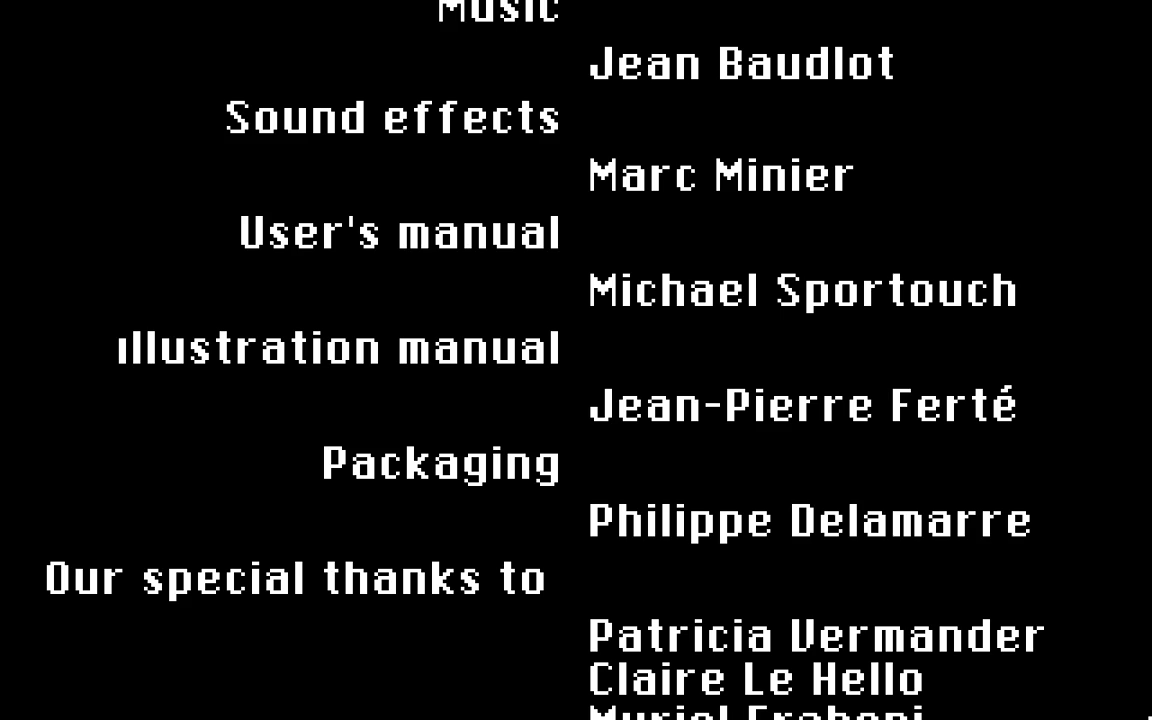 Music
Jean Baudlot
Sound effects
Marc Minier
User's manual
Michael Sportouch
illustration manual
Jean-Pierre Ferté
Packaging
Philippe Delamarre
Our special thanks to
Patricia Vermander
Claire Le Hello